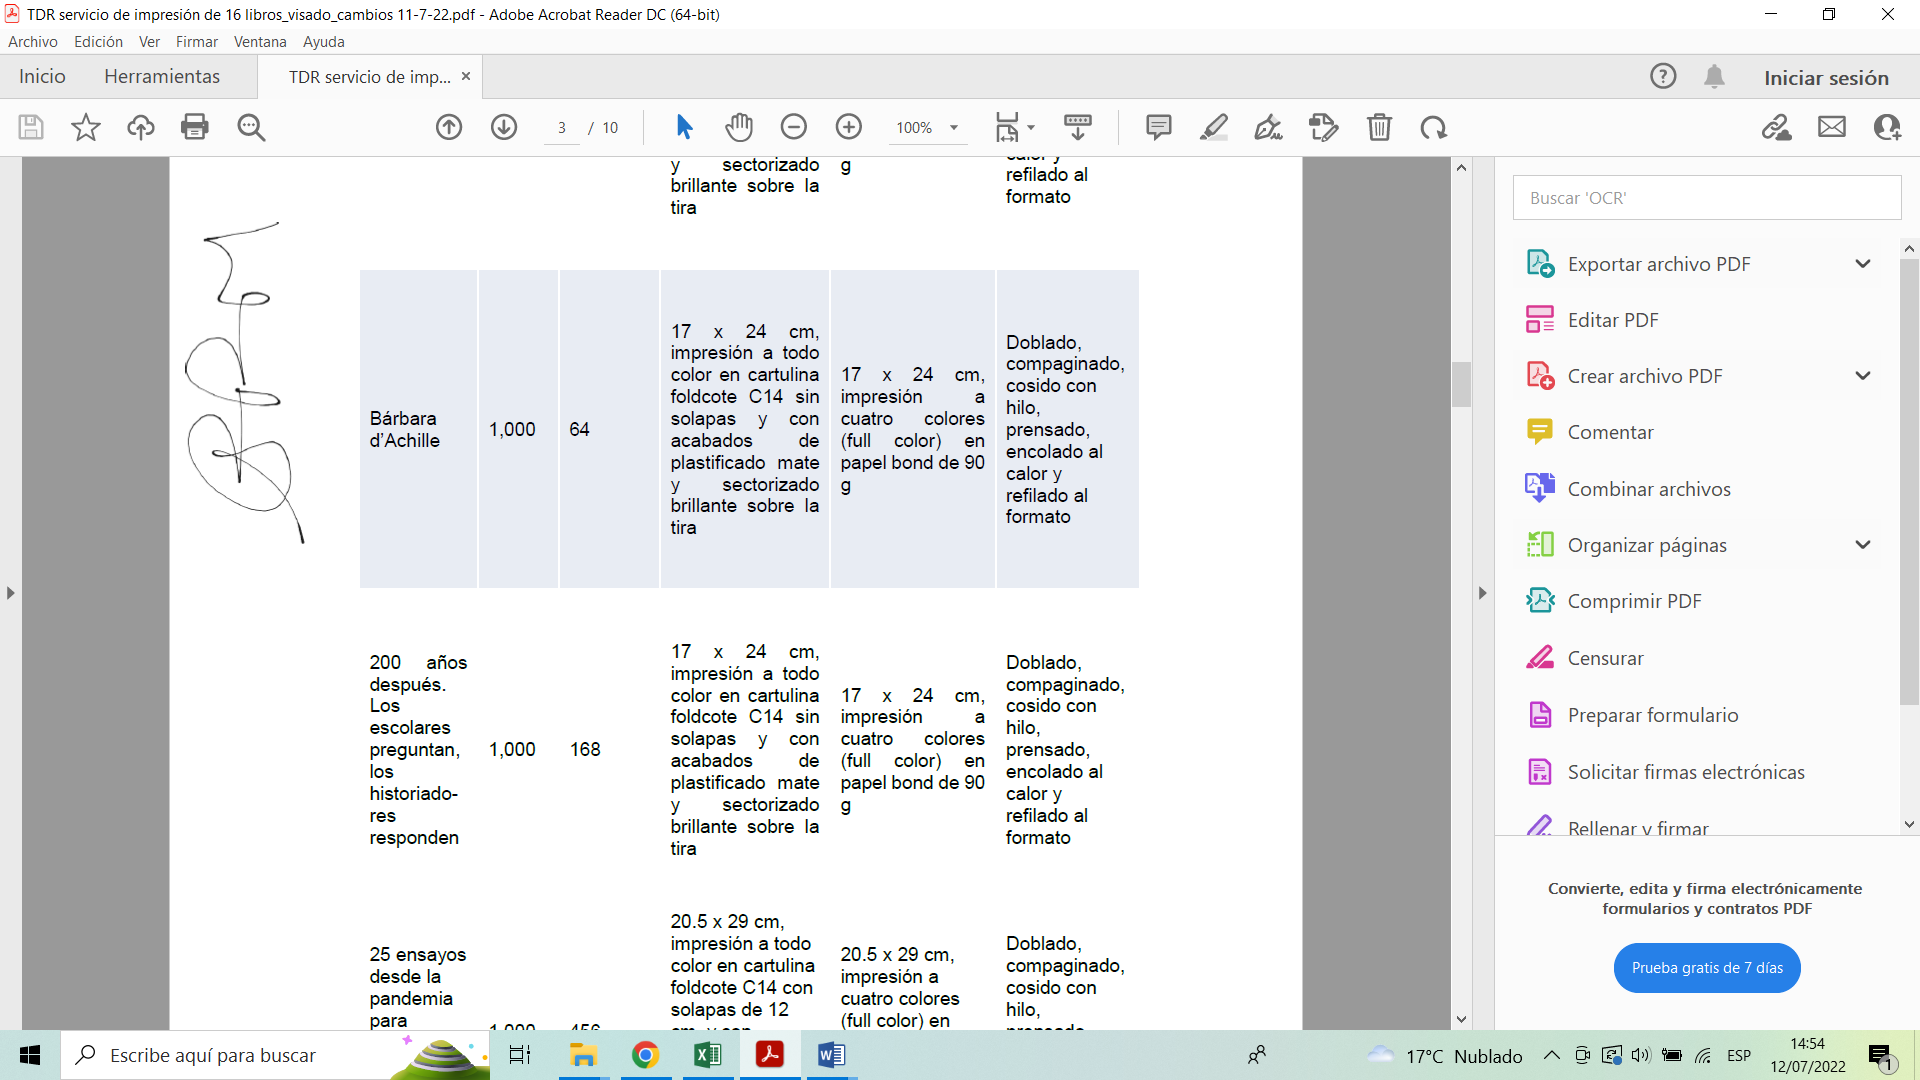 TDR servicio de impresión de 16 libros_visado_cambios 11-7-22.pdf - Adobe Acrobat Reader DC (64-bit)
Archivo Edición Ver Firmar Ventana Ayuda
Inicio Herramientas TDR servicio de imp... × Iniciar sesión
3 / 10 100%
y sectorizado
brillante sobre la
tira
g
calor y
refilado al
formato
Bárbara
d'Achille
1,000
64
17 x 24 cm,
impresión a todo
color en cartulina
foldcote C14 sin
solapas y con
acabados de
plastificado mate
y sectorizado
brillante sobre la
tira
17 x 24 cm,
impresión a
cuatro colores
(full color) en
papel bond de 90
g
Doblado,
compaginado,
cosido con
hilo,
prensado,
encolado al
calor y
refilado al
formato
200 años
después.
Los
escolares
preguntan,
los
historiado-
res
responden
1,000
168
17 x 24 cm,
impresión a todo
color en cartulina
foldcote C14 sin
solapas y con
acabados de
plastificado mate
y sectorizado
brillante sobre la
tira
17 x 24 cm,
impresión a
cuatro colores
(full color) en
papel bond de 90
g
Doblado,
compaginado,
cosido con
hilo,
prensado,
encolado al
calor y
refilado al
formato
25 ensayos
desde la
pandemia
para
1,000
456
20.5 x 29 cm,
impresión a todo
color en cartulina
foldcote C14 con
solapas de 12
cm, y con
20.5 x 29 cm,
impresión a
cuatro colores
(full color) en
Doblado,
compaginado,
cosido con
hilo,
prensado,
Buscar 'OCR'
Exportar archivo PDF
Editar PDF
Crear archivo PDF
Comentar
Combinar archivos
Organizar páginas
Comprimir PDF
Censurar
Preparar formulario
Solicitar firmas electrónicas
Rellenar y firmar
Convierte, edita y firma electrónicamente
formularios y contratos PDF
Prueba gratis de 7 días
Escribe aquí para buscar
17°C Nublado
ESP
14:54
12/07/2022
1